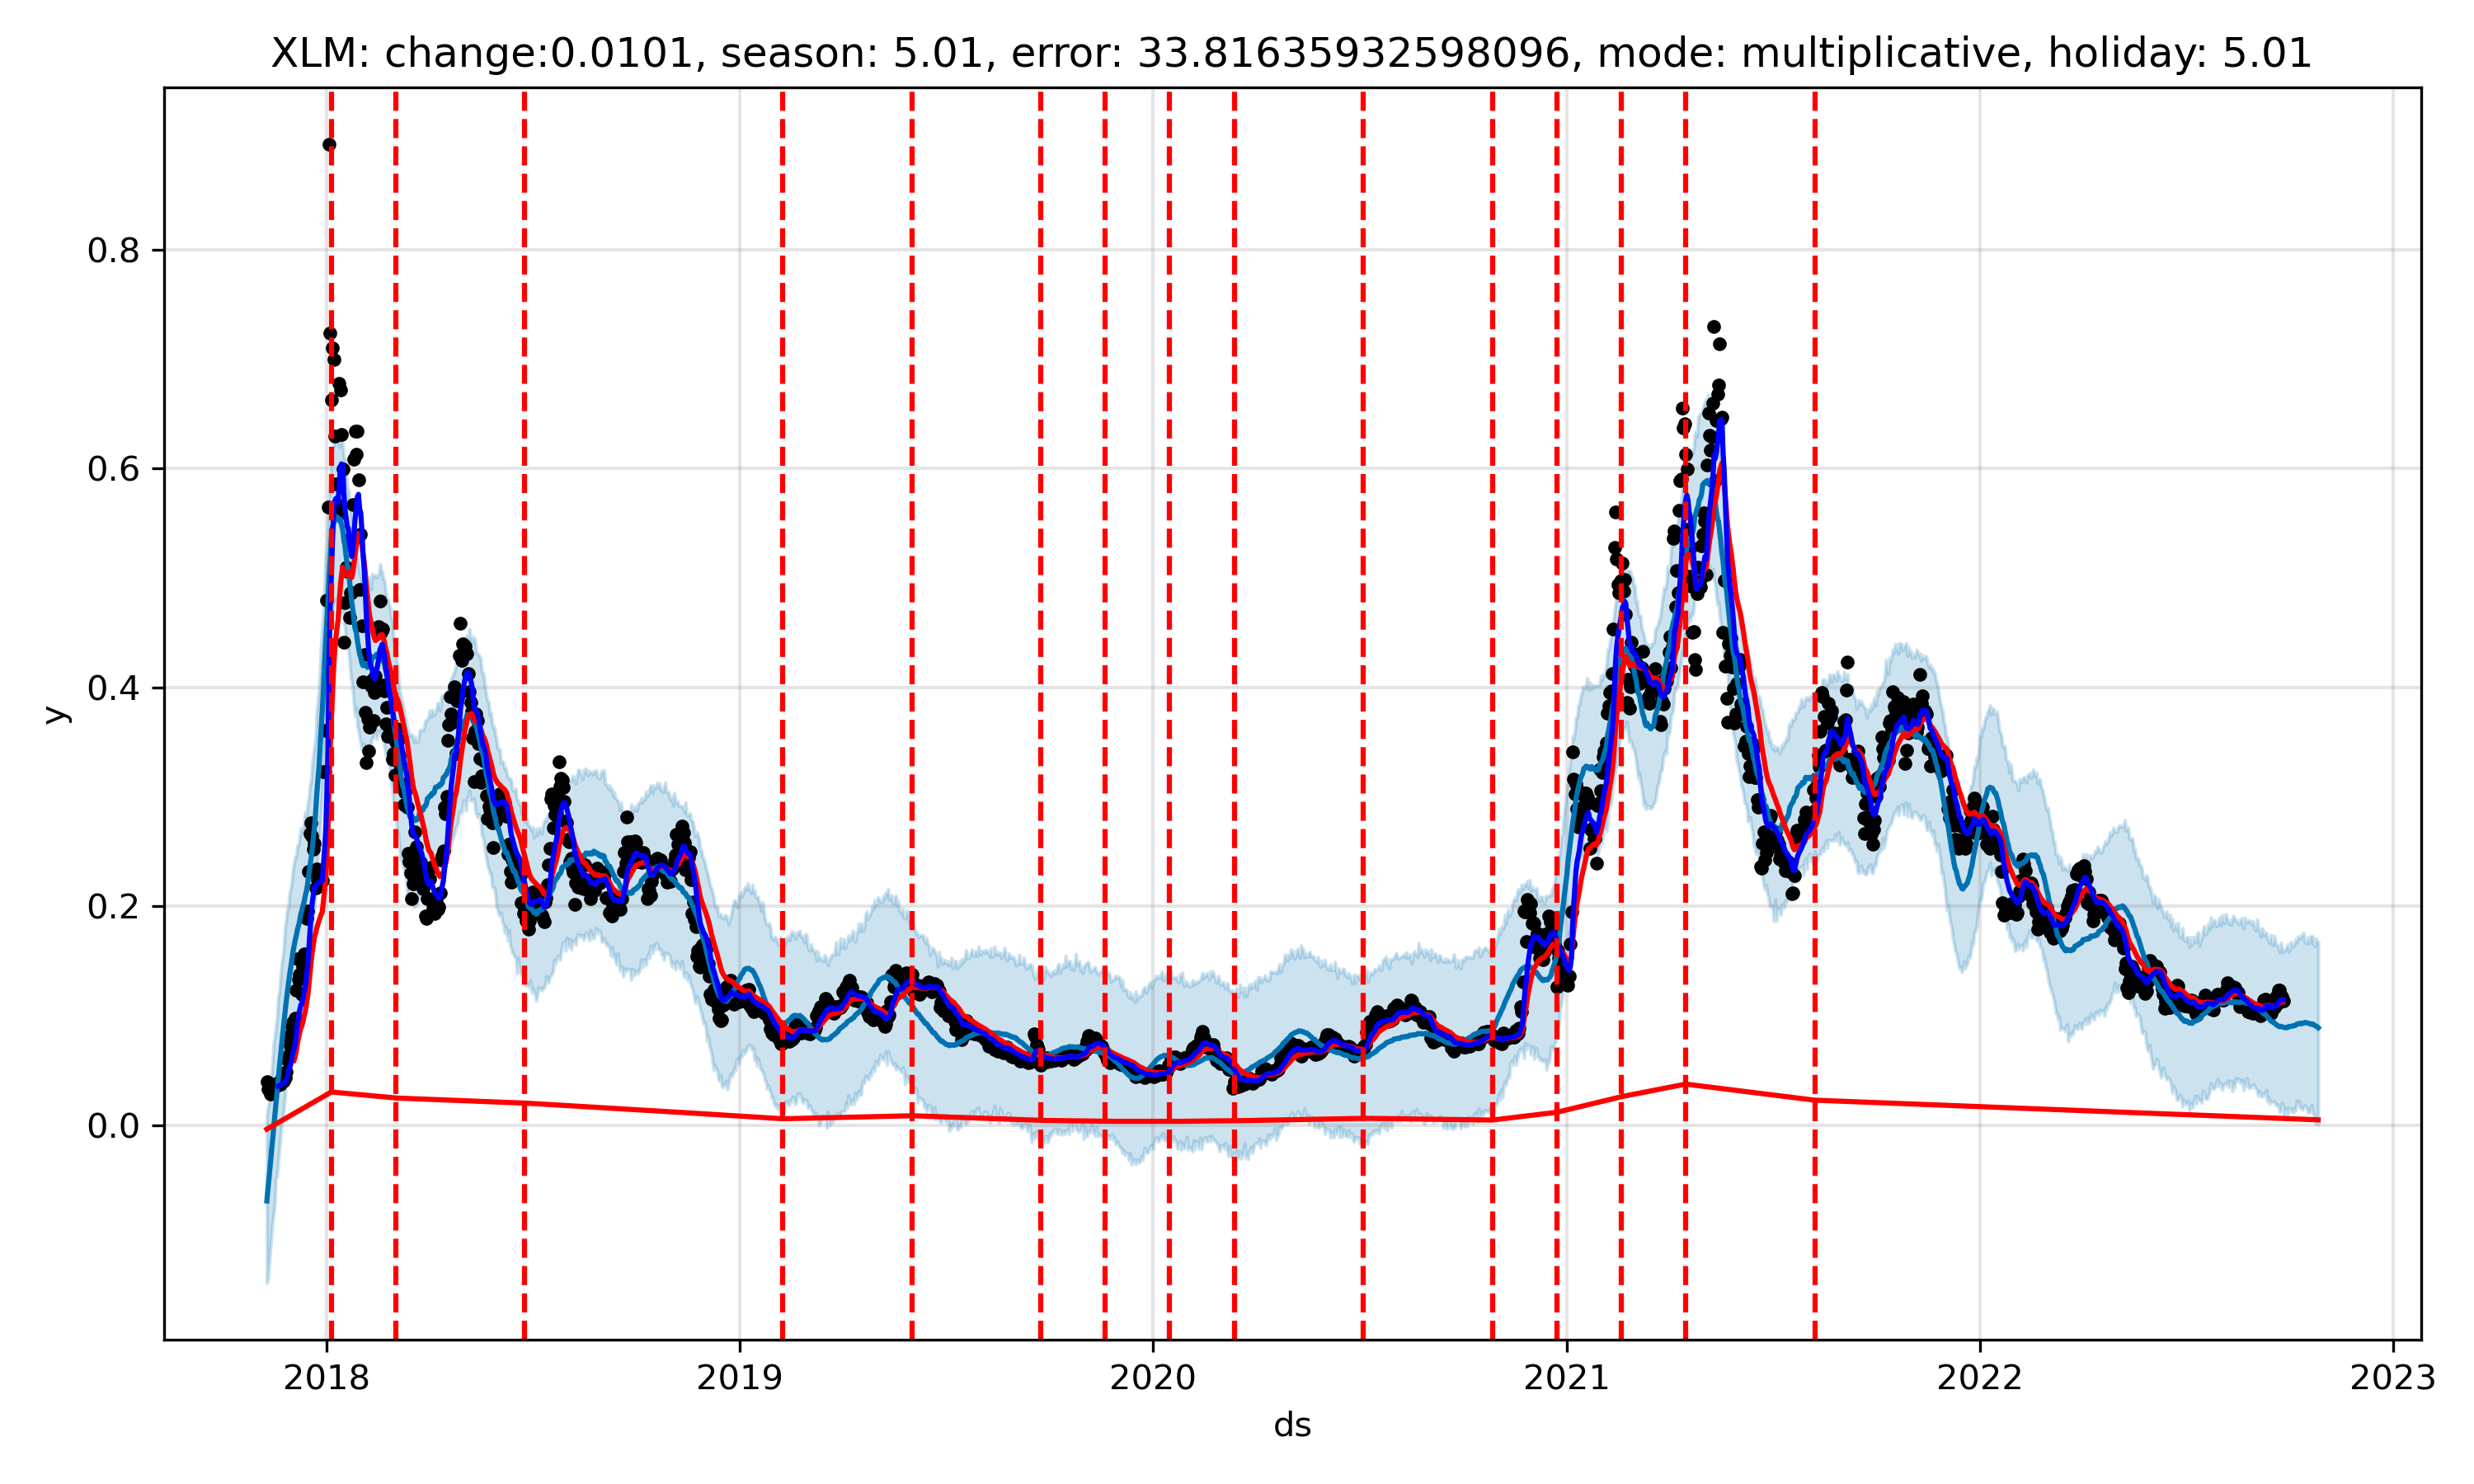 XLM: change:0.0101, season: 5.01, error: 33.81635932598096, mode: multiplicative, holiday: 5.01
0.8
0.6
0.4
0.2
0.0
y
2018 2019 2020 2021 2022 2023
ds